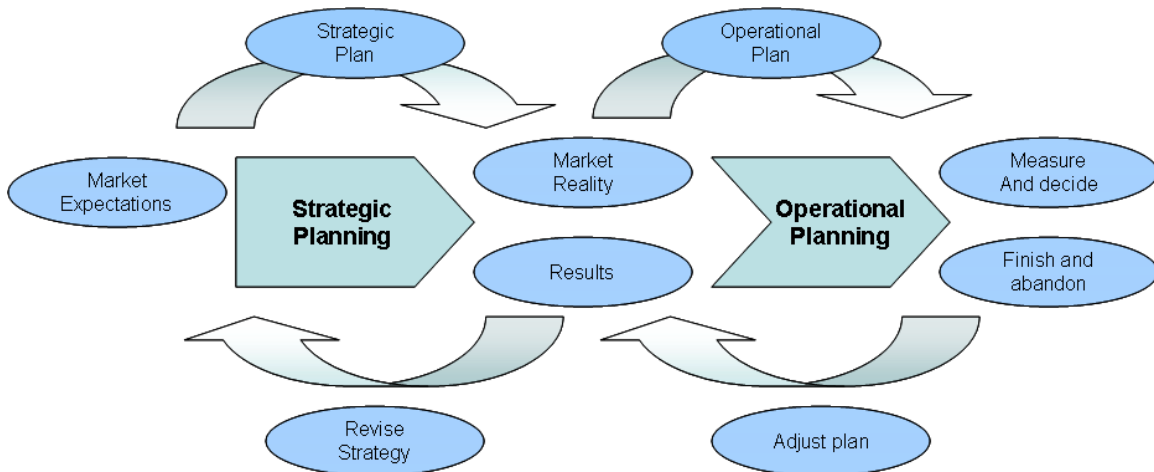 Strategic
Plan
Operational
Plan
Market
Expectations
Strategic
Planning
Market
Reality
Operational
Planning
Measure
And decide
Results
Finish and
abandon
Revise
Strategy
Adjust plan